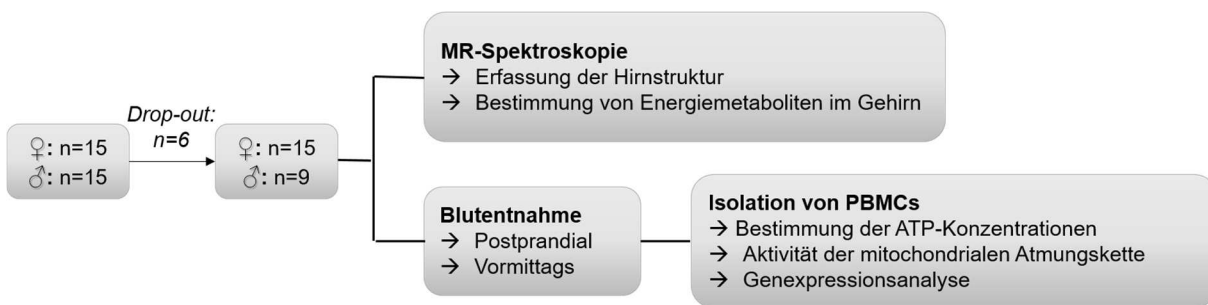 ♀: n=15
♂: n=15
Drop-out:
n=6
♀: n=15
♂: n=9
MR-Spektroskopie
→ Erfassung der Hirnstruktur
→ Bestimmung von Energiemetaboliten im Gehirn
Blutentnahme
→ Postprandial
→ Vormittags
Isolation von PBMCs
→ Bestimmung der ATP-Konzentrationen
→ Aktivität der mitochondrialen Atmungskette
→ Genexpressionsanalyse